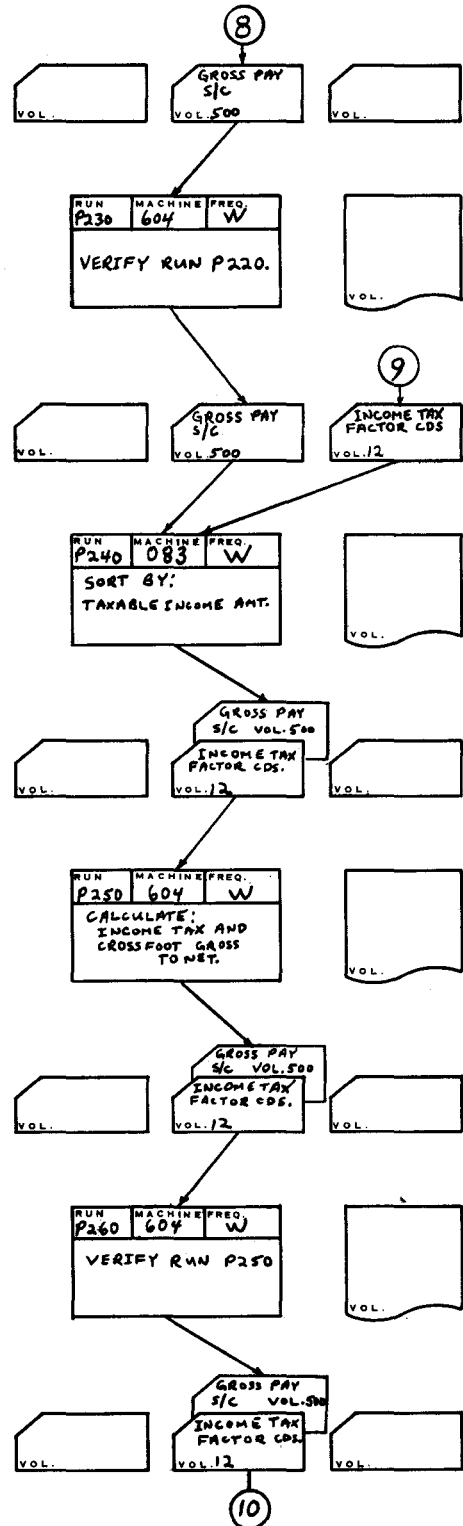 8
GROSS PAY
S/C
VOL.
VOL. 500
VOL.
RUN MACHINE FREQ.
P230 604 W
VERIFY RUN P220.
VOL.
9
GROSS PAY
S/C
INCOME TAX
FACTOR CDS
VOL.
VOL. 500
VOL. 12
RUN MACHINE FREQ.
P240 083 W
SORT BY:
TAXABLE INCOME AMT.
VOL.
GROSS PAY
S/C VOL. 500
INCOME TAX
FACTOR CDS.
VOL.
VOL. 12
VOL.
RUN MACHINE FREQ.
P250 604 W
CALCULATE:
INCOME TAX AND
CROSSFOOT GROSS
TO NET.
VOL.
GROSS PAY
S/C VOL. 500
INCOME TAX
FACTOR CDS.
VOL.
VOL. 12
VOL.
RUN MACHINE FREQ.
P260 604 W
VERIFY RUN P250
VOL.
GROSS PAY
S/C VOL. 500
INCOME TAX
FACTOR CDS.
VOL.
VOL. 12
VOL.
10